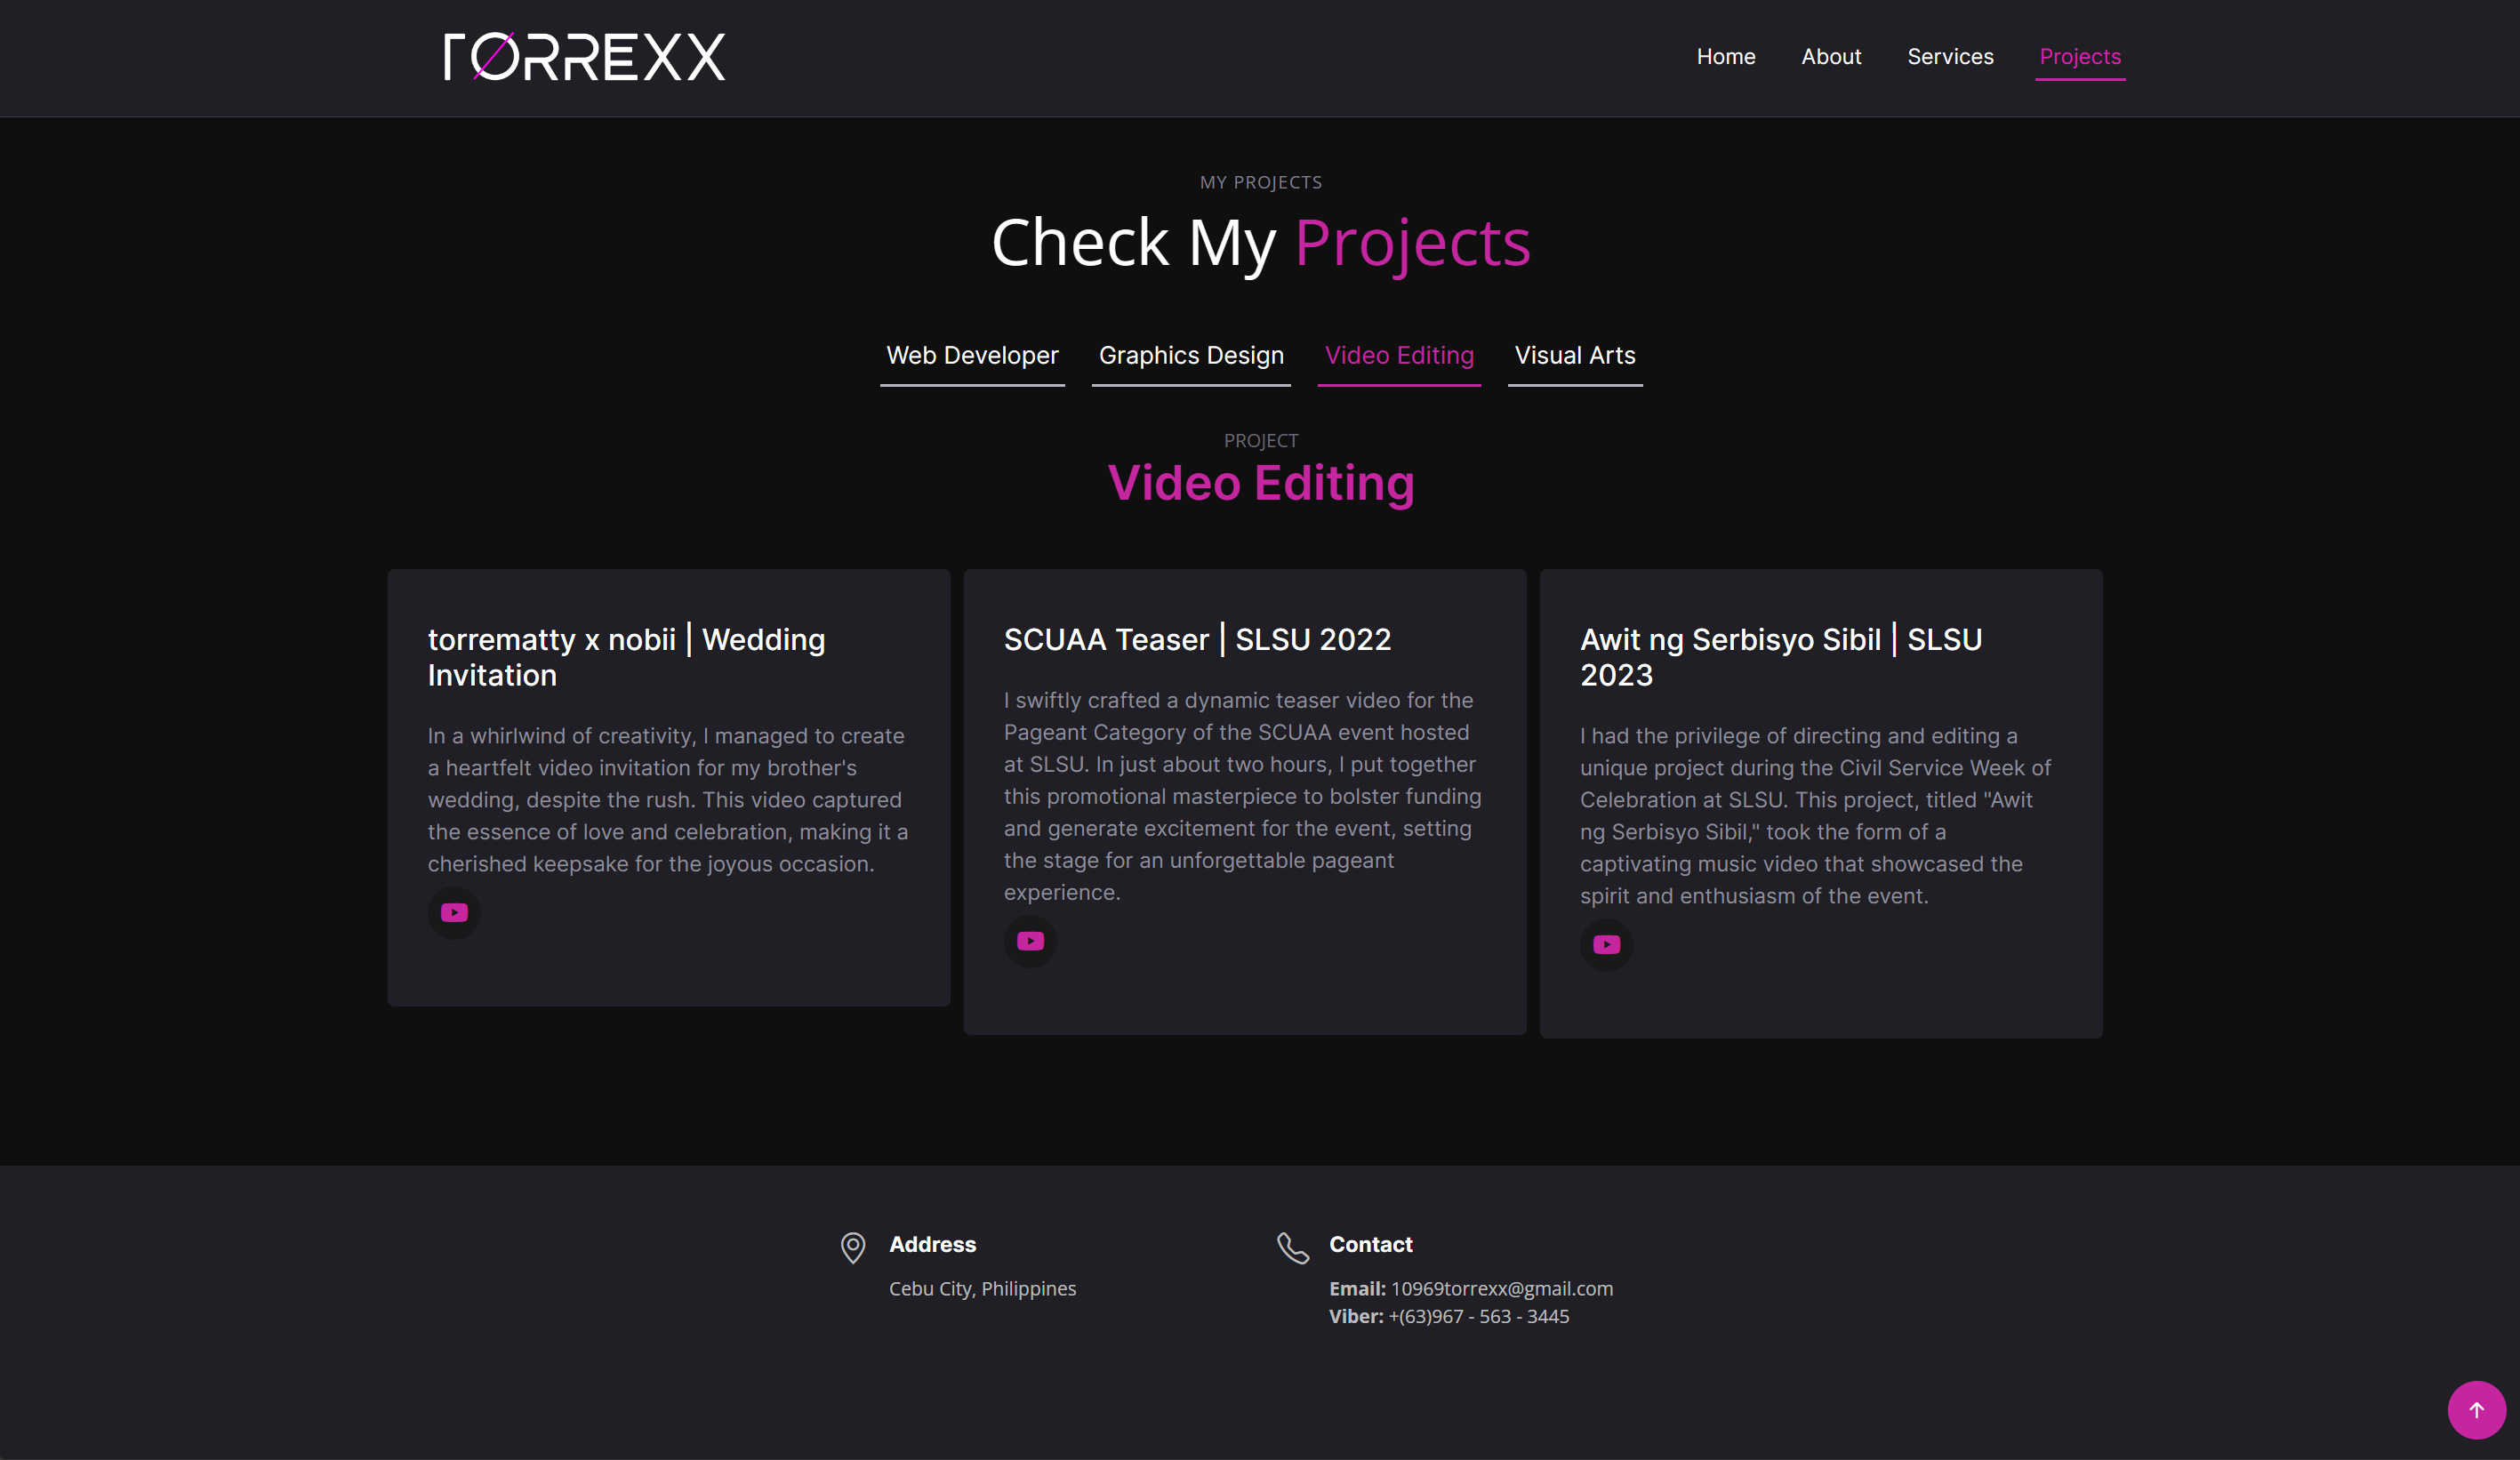 TORREXX
Home About Services Projects
MY PROJECTS
Check My Projects
Web Developer Graphics Design Video Editing Visual Arts
PROJECT
Video Editing
torrematty x nobii | Wedding
Invitation
In a whirlwind of creativity, I managed to create
a heartfelt video invitation for my brother's
wedding, despite the rush. This video captured
the essence of love and celebration, making it a
cherished keepsake for the joyous occasion.
SCUAA Teaser | SLSU 2022
I swiftly crafted a dynamic teaser video for the
Pageant Category of the SCUAA event hosted
at SLSU. In just about two hours, I put together
this promotional masterpiece to bolster funding
and generate excitement for the event, setting
the stage for an unforgettable pageant
experience.
Awit ng Serbisyo Sibil | SLSU
2023
I had the privilege of directing and editing a
unique project during the Civil Service Week of
Celebration at SLSU. This project, titled "Awit
ng Serbisyo Sibil," took the form of a
captivating music video that showcased the
spirit and enthusiasm of the event.
Address
Cebu City, Philippines
Contact
Email: 10969torrexx@gmail.com
Viber: +(63)967 - 563 - 3445